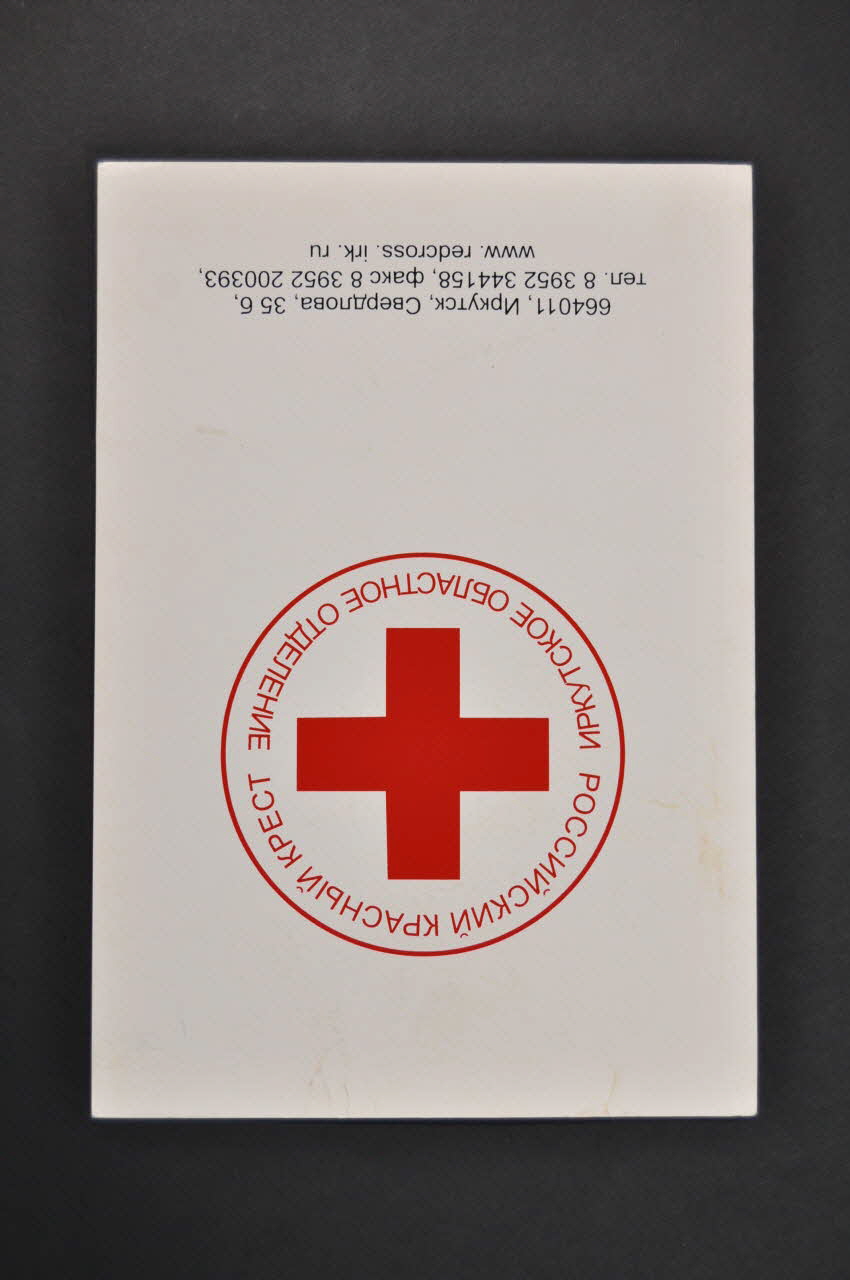 РОССИЙСКИЙ КРАСНЫЙ КРЕСТ
ИРКУТСКОЕ ОБЛАСТНОЕ ОТДЕЛЕНИЕ
664011, Иркутск, Свердлова, 35 б,
тел. 8 3952 344158, факс 8 3952 200393,
www. redcross. irk. ru